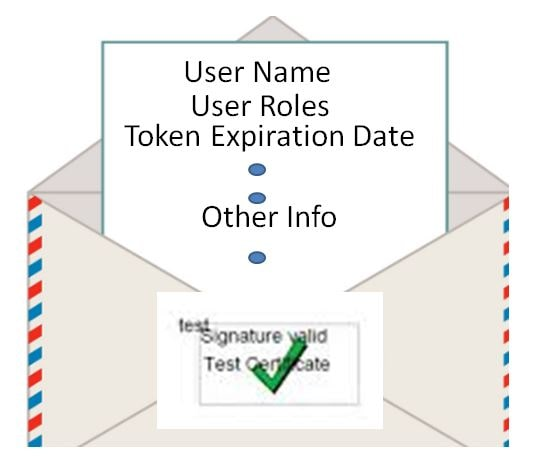 User Name
User Roles
Token Expiration Date
Other Info
test
Signature valid
Test Certificate